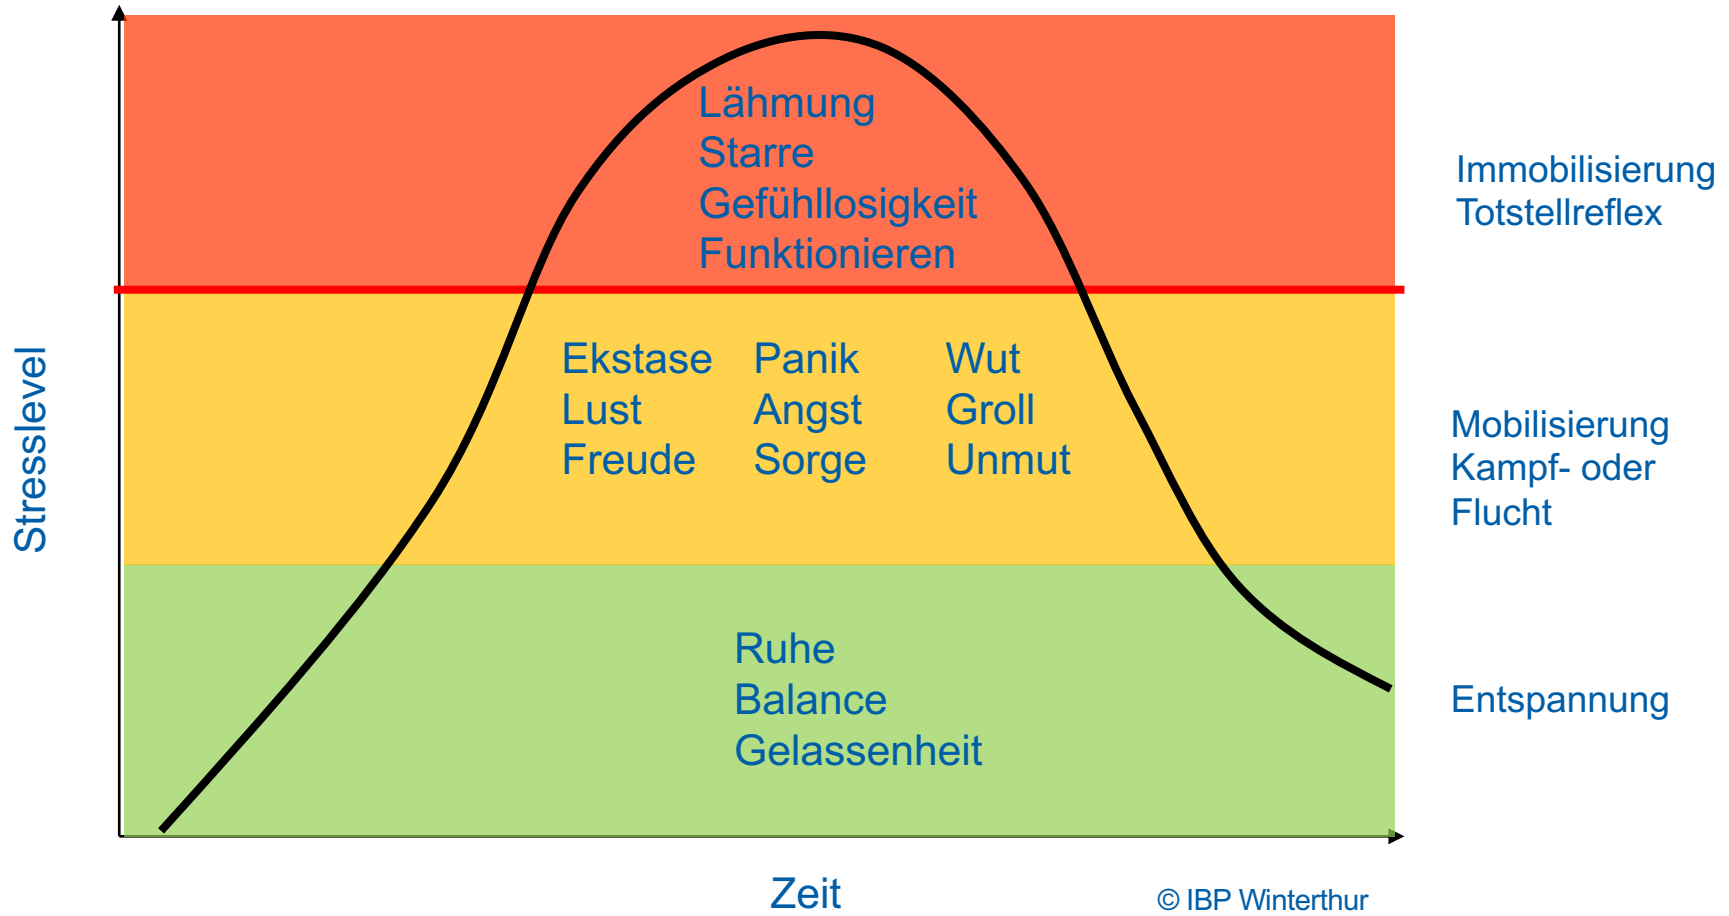 Lähmung
Starre
Gefühllosigkeit
Funktionieren
Immobilisierung
Totstellreflex
Ekstase Panik Wut
Lust Angst Groll
Freude Sorge Unmut
Mobilisierung
Kampf- oder
Flucht
Stresslevel
Ruhe
Balance
Gelassenheit
Entspannung
Zeit
© IBP Winterthur